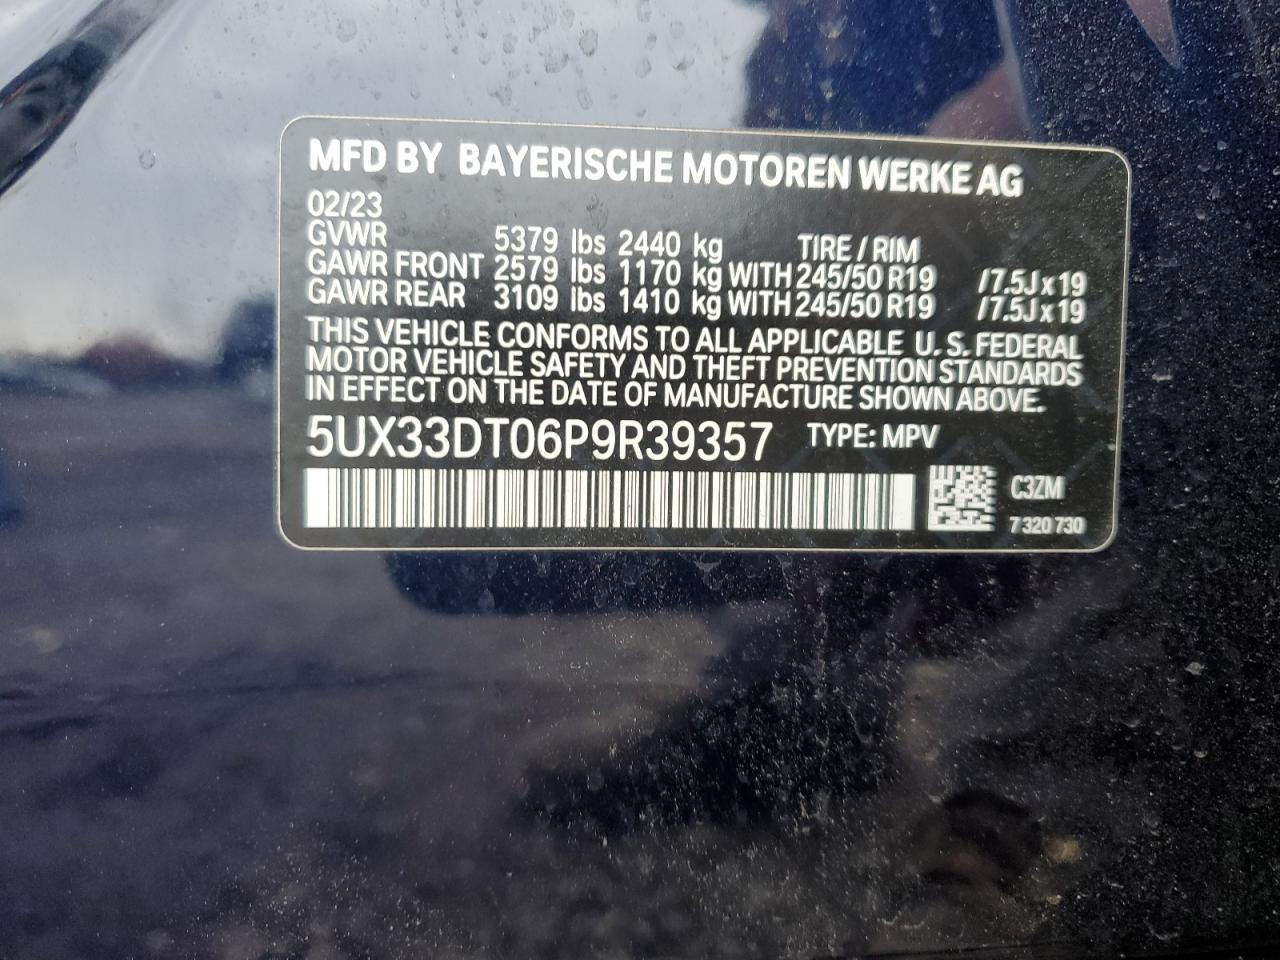 MFD BY BAYERISCHE MOTOREN WERKE AG
02/23
GVWR 5379 lbs 2440 kg TIRE / RIM
GAWR FRONT 2579 lbs 1170 kg WITH 245/50 R19 /7.5J x 19
GAWR REAR 3109 lbs 1410 kg WITH 245/50 R19 /7.5J x 19
THIS VEHICLE CONFORMS TO ALL APPLICABLE U.S. FEDERAL
MOTOR VEHICLE SAFETY AND THEFT PREVENTION STANDARDS
IN EFFECT ON THE DATE OF MANUFACTURE SHOWN ABOVE.
5UX33DT06P9R39357 TYPE: MPV
C3ZM
7 320 730